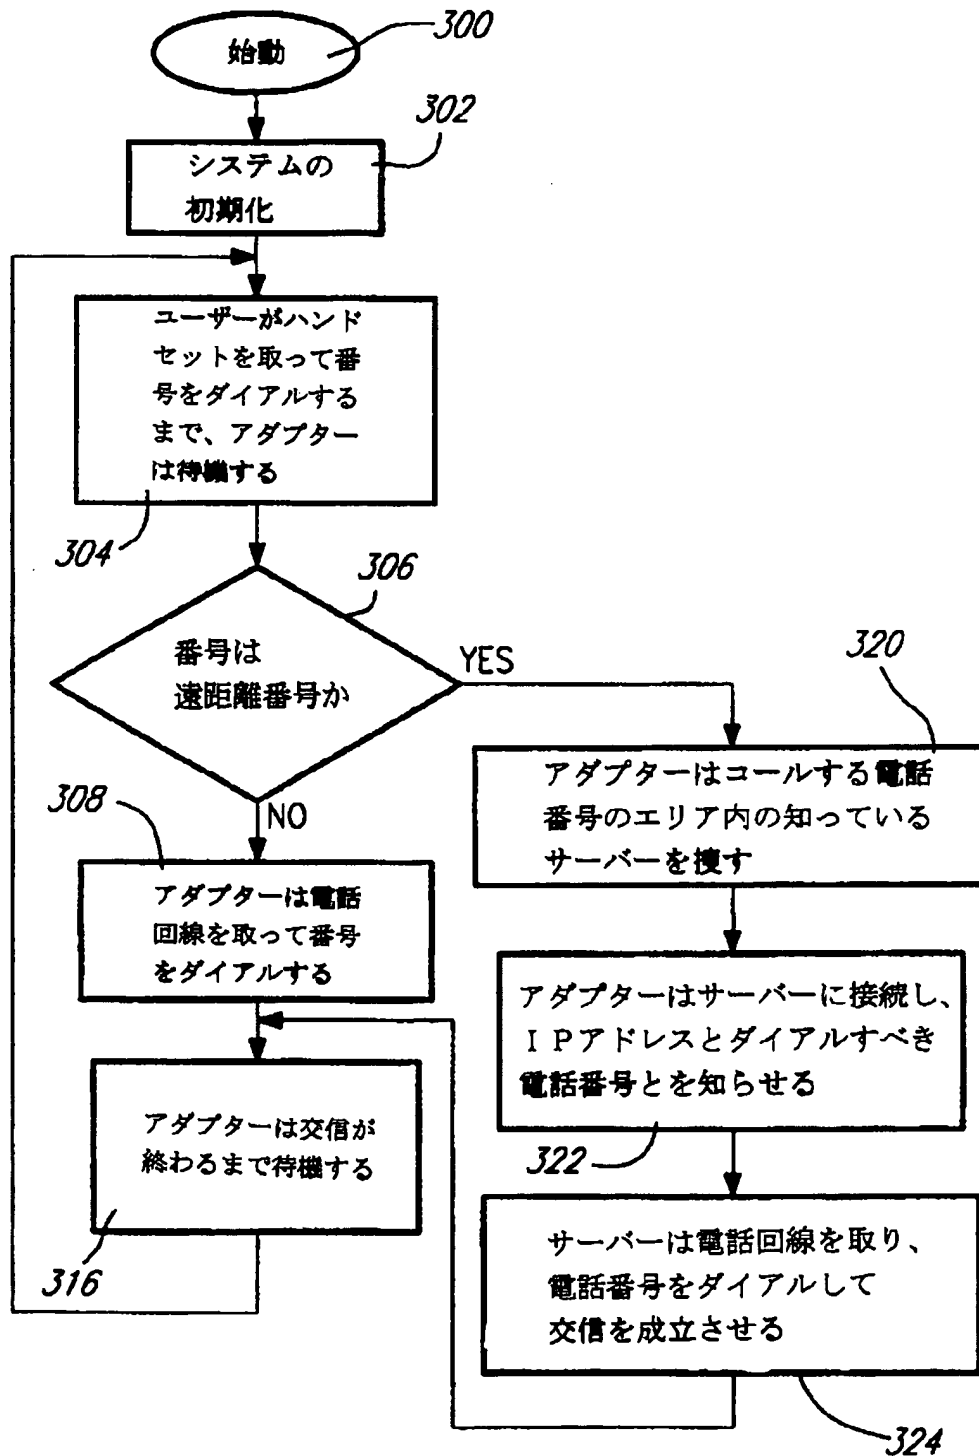 始動
300
302
システムの
初期化
ユーザーがハンド
セットを取って番
号をダイアルする
まで、アダプター
は待機する
304
306
番号は
遠距離番号か
YES
NO
308
アダプターは電話
回線を取って番号
をダイアルする
アダプターは交信が
終わるまで待機する
316
320
アダプターはコールする電話
番号のエリア内の知っている
サーバーを捜す
アダプターはサーバーに接続し、
ＩＰアドレスとダイアルすべき
電話番号とを知らせる
322
サーバーは電話回線を取り、
電話番号をダイアルして
交信を成立させる
324